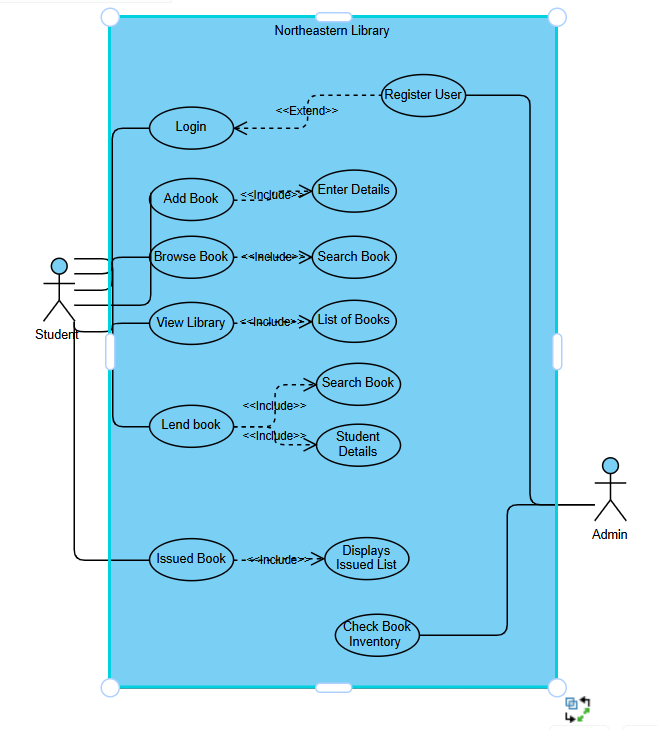 Northeastern Library
Register User
<<Extend>>
Login
Add Book
<<Include>>
Enter Details
Browse Book
<<Include>>
Search Book
Student
View Library
<<Include>>
List of Books
Search Book
<<Include>>
Lend book
<<Include>>
Student
Details
Admin
Issued Book
<<Include>>
Displays
Issued List
Check Book
Inventory